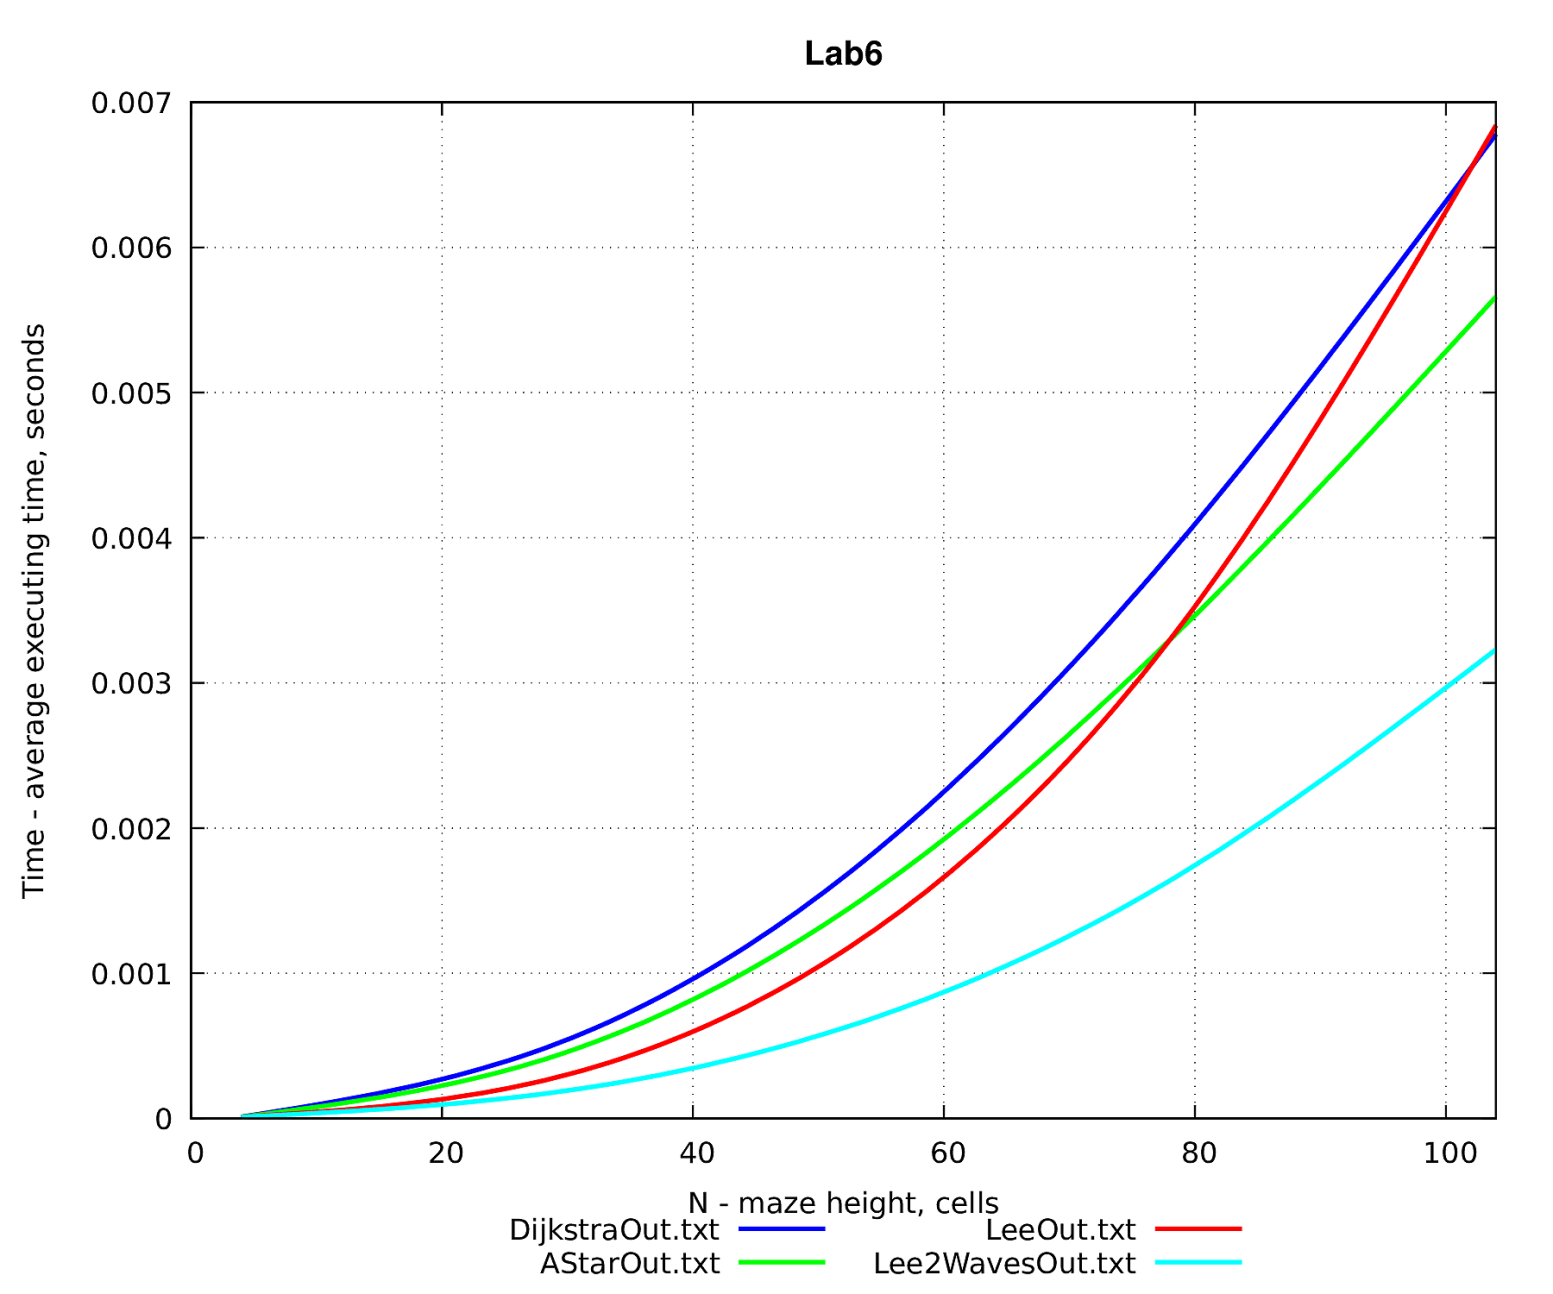 Lab6
0.007
0.006
0.005
0.004
0.003
0.002
0.001
0
Time - average executing time, seconds
0 20 40 60 80 100
N - maze height, cells
DijkstraOut.txt LeeOut.txt
AStarOut.txt Lee2WavesOut.txt